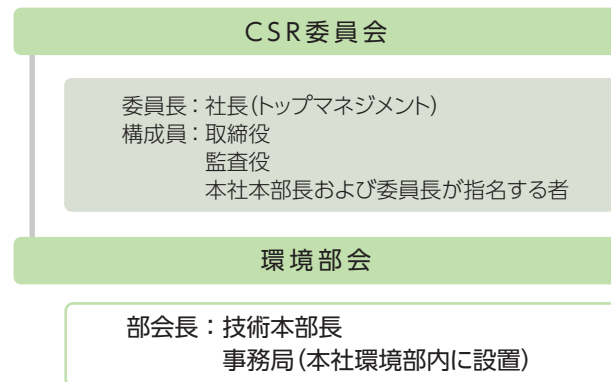 CSR委員会
委員長：社長(トップマネジメント)
構成員：取締役
監査役
本社本部長および委員長が指名する者
環境部会
部会長：技術本部長
事務局(本社環境部内に設置)